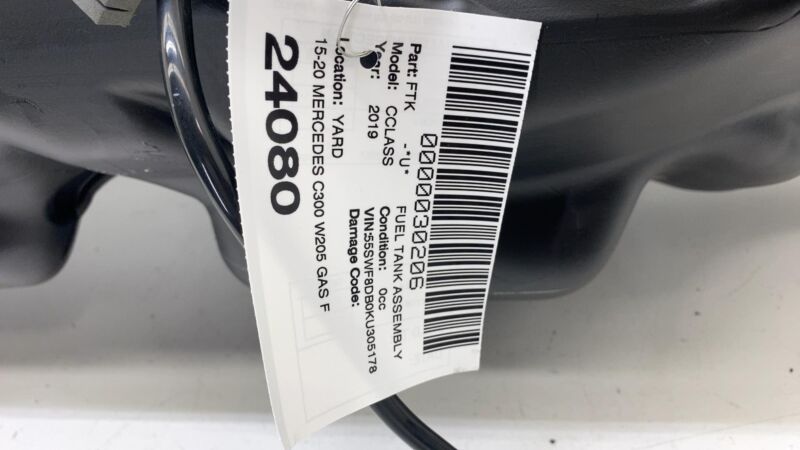 0000030206
Part: FTK -*U* FUEL TANK ASSEMBLY
Model: CCLASS Condition: 0cc
Year: 2019 VIN:55SWF8DB0KU305178
Damage Code:
Location: YARD
15-20 MERCEDES C300 W205 GAS F
24080